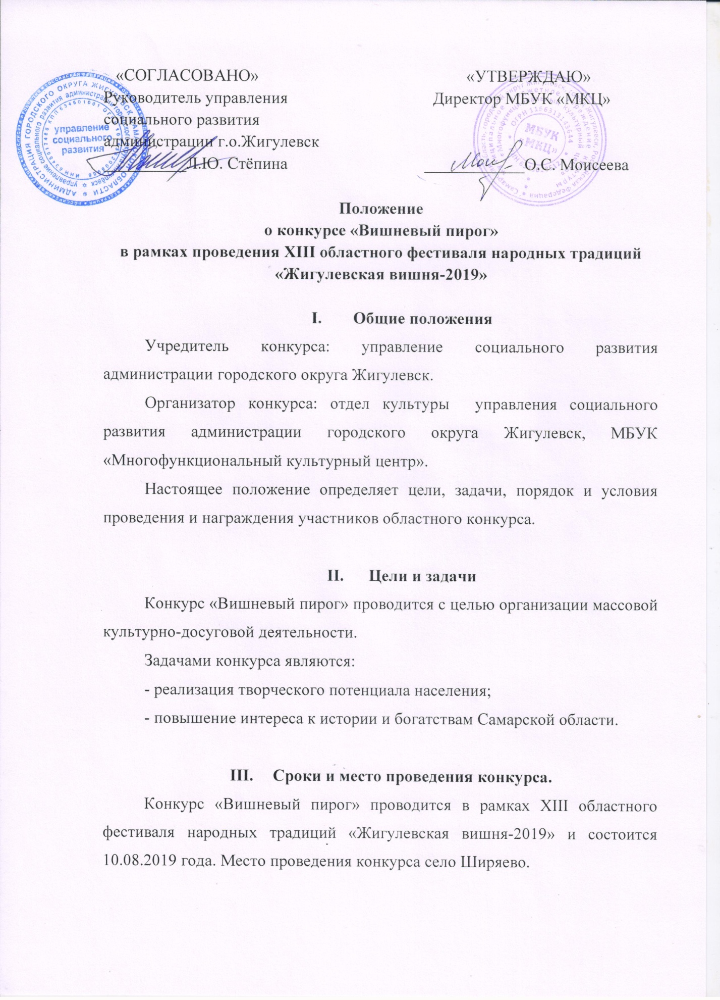 «СОГЛАСОВАНО»
Руководитель управления
социального развития
администрации г.о.Жигулевск
Л.Ю. Стёпина
«УТВЕРЖДАЮ»
Директор МБУК «МКЦ»
О.С. Моисеева
управление
социального
развития
МБУК
«МКЦ»
Положение
о конкурсе «Вишневый пирог»
в рамках проведения XIII областного фестиваля народных традиций
«Жигулевская вишня-2019»
I. Общие положения
Учредитель конкурса: управление социального развития
администрации городского округа Жигулевск.
Организатор конкурса: отдел культуры управления социального
развития администрации городского округа Жигулевск, МБУК
«Многофункциональный культурный центр».
Настоящее положение определяет цели, задачи, порядок и условия
проведения и награждения участников областного конкурса.
II. Цели и задачи
Конкурс «Вишневый пирог» проводится с целью организации массовой
культурно-досуговой деятельности.
Задачами конкурса являются:
- реализация творческого потенциала населения;
- повышение интереса к истории и богатствам Самарской области.
III. Сроки и место проведения конкурса.
Конкурс «Вишневый пирог» проводится в рамках XIII областного
фестиваля народных традиций «Жигулевская вишня-2019» и состоится
10.08.2019 года. Место проведения конкурса село Ширяево.